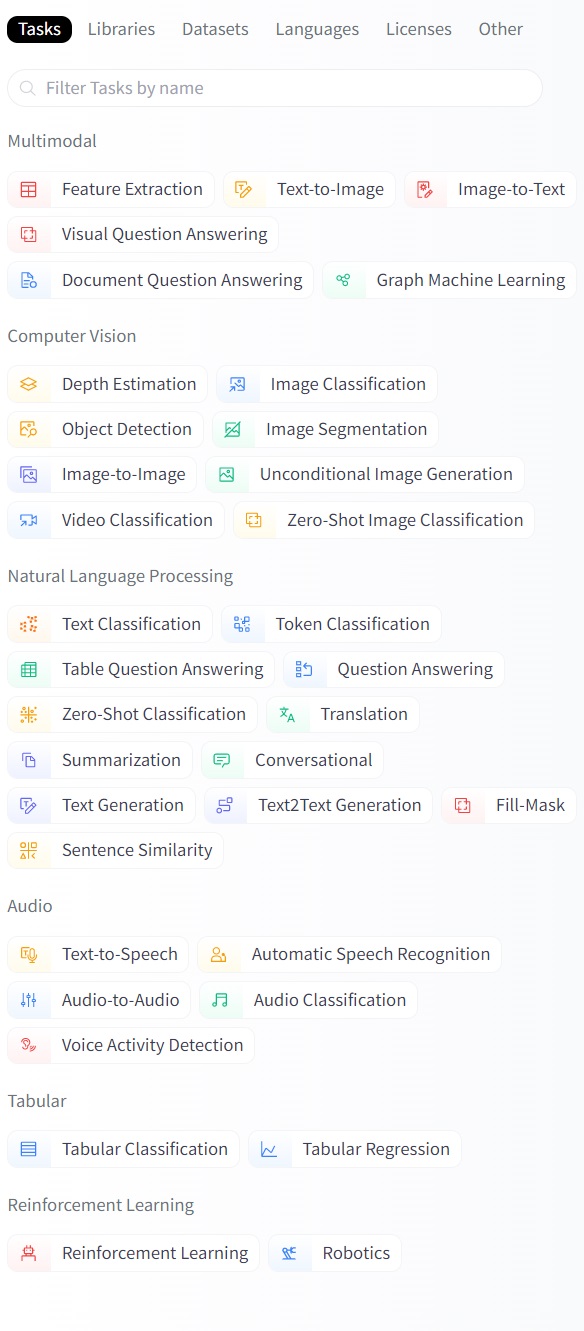 Tasks Libraries Datasets Languages Licenses Other
Filter Tasks by name
Multimodal
Feature Extraction Text-to-Image Image-to-Text
Visual Question Answering
Document Question Answering Graph Machine Learning
Computer Vision
Depth Estimation Image Classification
Object Detection Image Segmentation
Image-to-Image Unconditional Image Generation
Video Classification Zero-Shot Image Classification
Natural Language Processing
Text Classification Token Classification
Table Question Answering Question Answering
Zero-Shot Classification Translation
Summarization Conversational
Text Generation Text2Text Generation Fill-Mask
Sentence Similarity
Audio
Text-to-Speech Automatic Speech Recognition
Audio-to-Audio Audio Classification
Voice Activity Detection
Tabular
Tabular Classification Tabular Regression
Reinforcement Learning
Reinforcement Learning Robotics